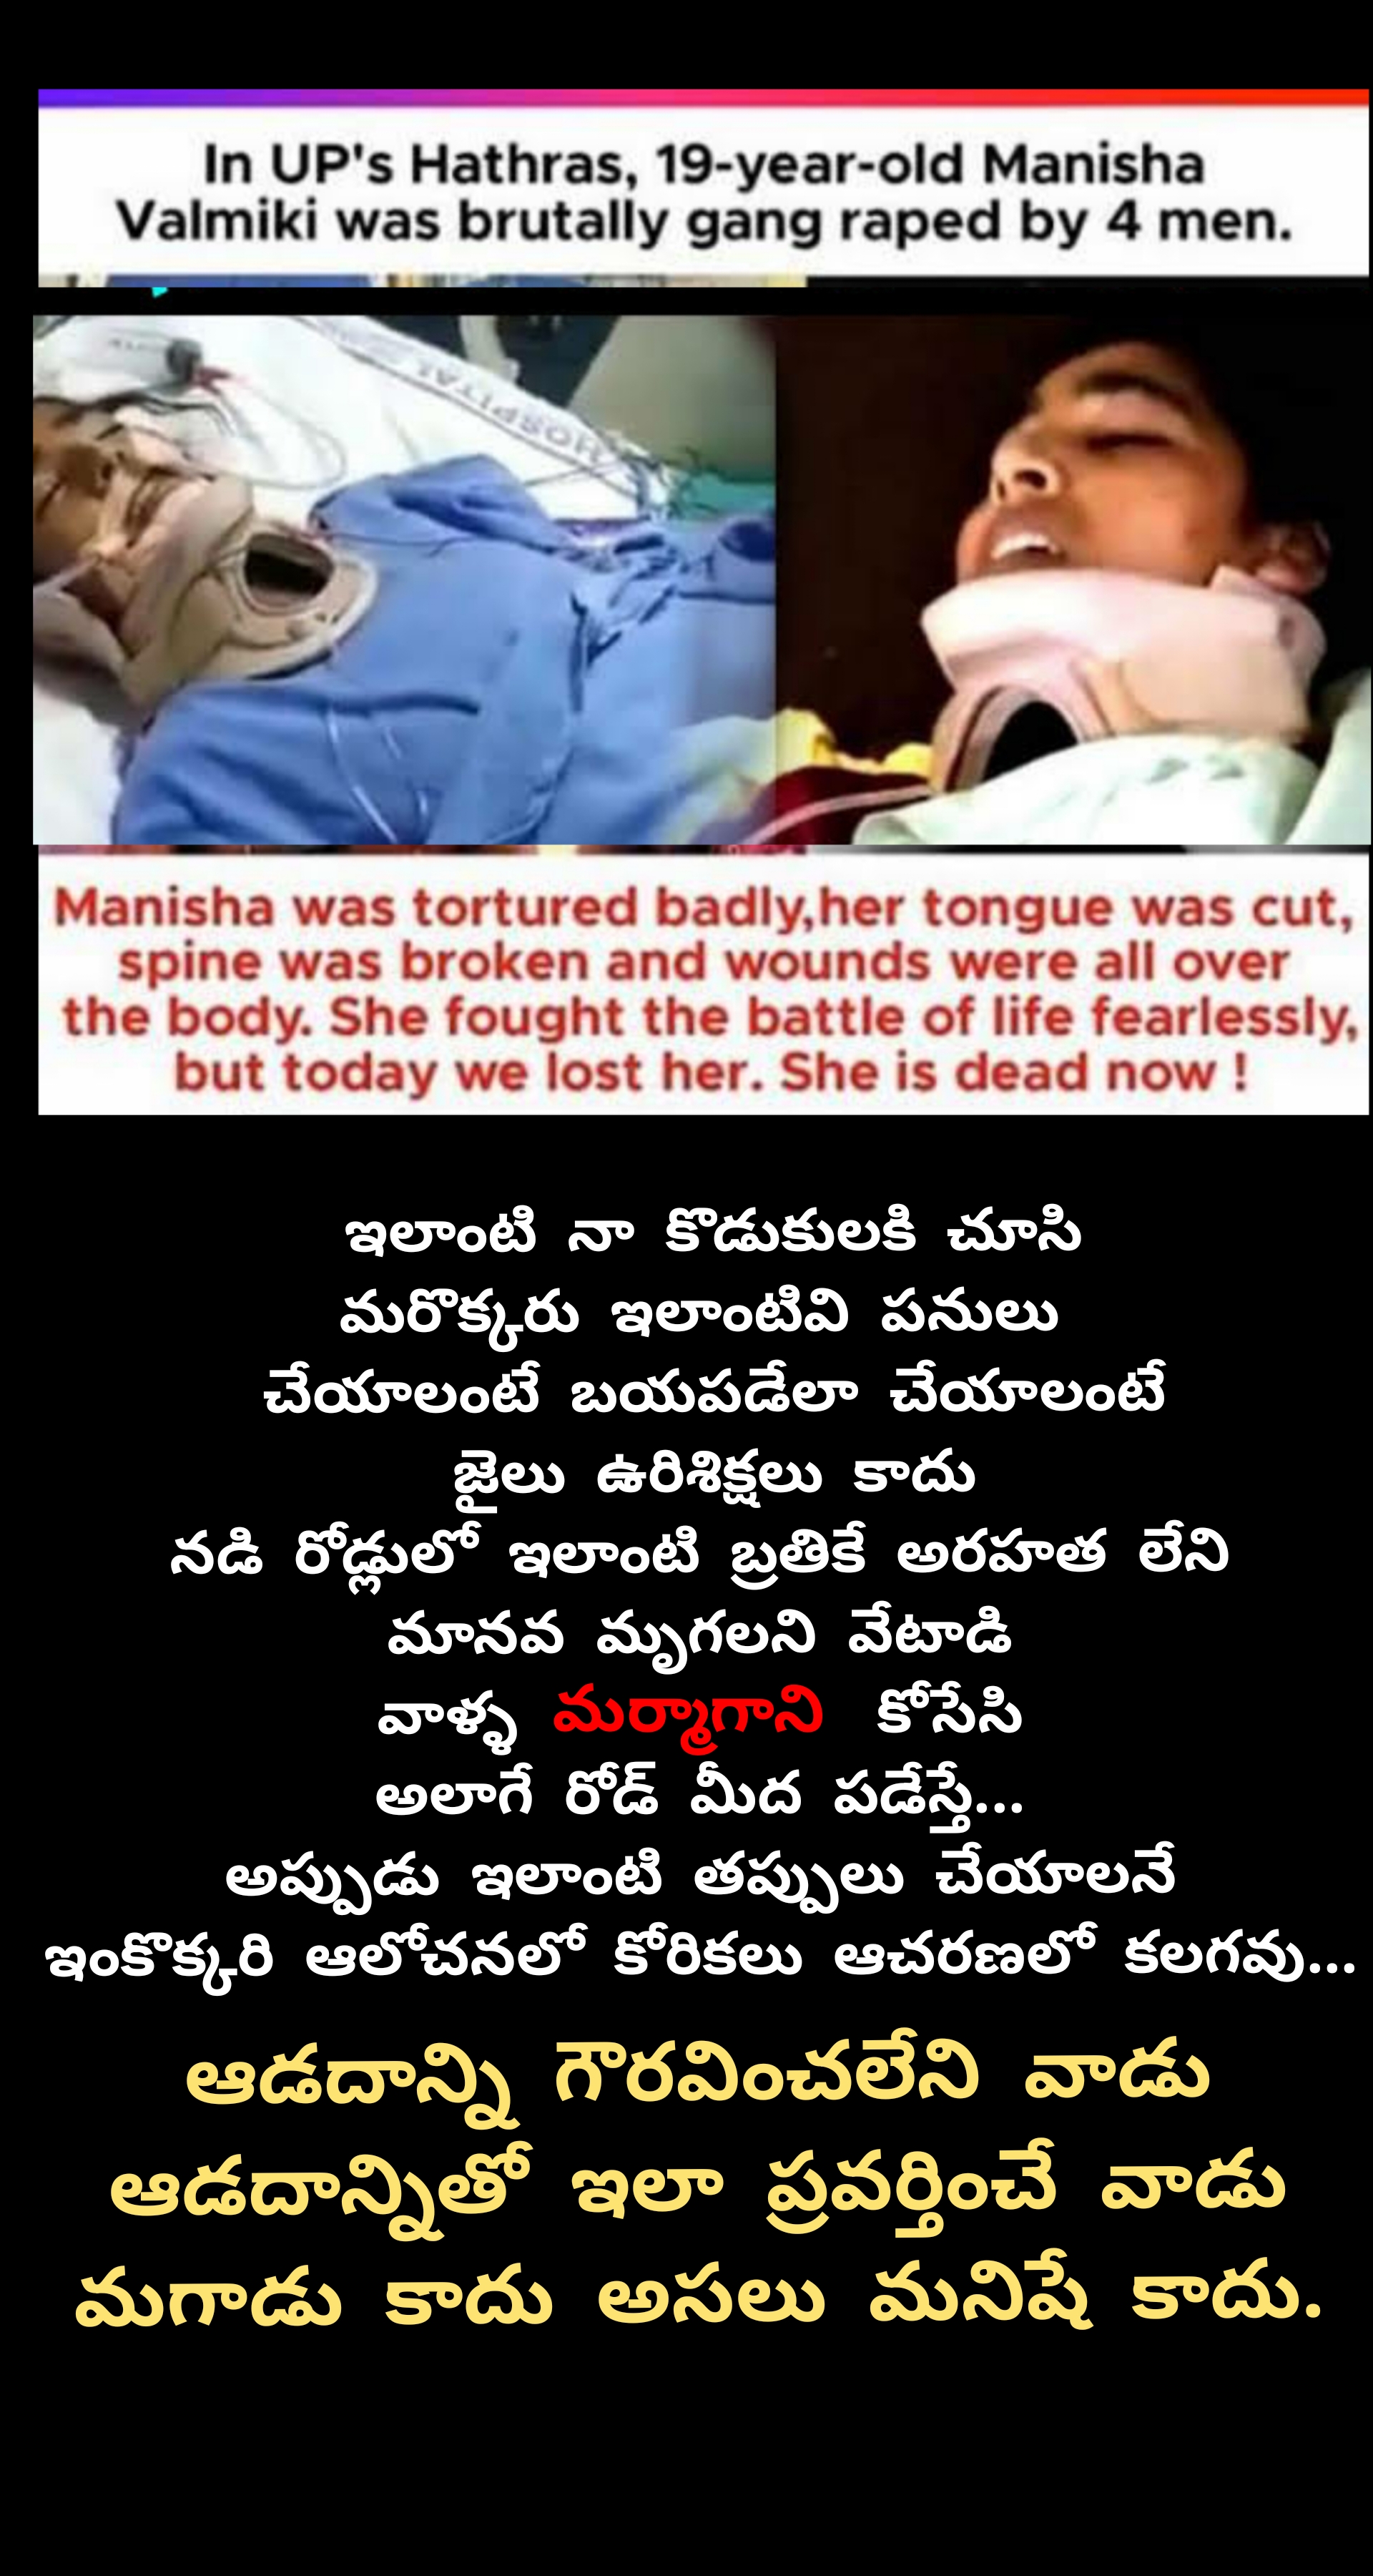 In UP's Hathras, 19-year-old Manisha
Valmiki was brutally gang raped by 4 men.
HOSPITAL
Manisha was tortured badly,her tongue was cut,
spine was broken and wounds were all over
the body. She fought the battle of life fearlessly,
but today we lost her. She is dead now !
ఇలాంటి నా కొడుకులకి చూసి
మరొక్కరు ఇలాంటివి పనులు
చేయాలంటే బయపడేలా చేయాలంటే
జైలు ఉరిశిక్షలు కాదు
నడి రోడ్లులో ఇలాంటి బ్రతికే అరహత లేని
మానవ మృగలని వేటాడి
వాళ్ళ మర్మాగాని కోసేసి
అలాగే రోడ్ మీద పడేస్తే...
అప్పుడు ఇలాంటి తప్పులు చేయాలనే
ఇంకొక్కరి ఆలోచనలో కోరికలు ఆచరణలో కలగవు...
ఆడదాన్ని గౌరవించలేని వాడు
ఆడదాన్నితో ఇలా ప్రవర్తించే వాడు
మగాడు కాదు అసలు మనిషే కాదు.